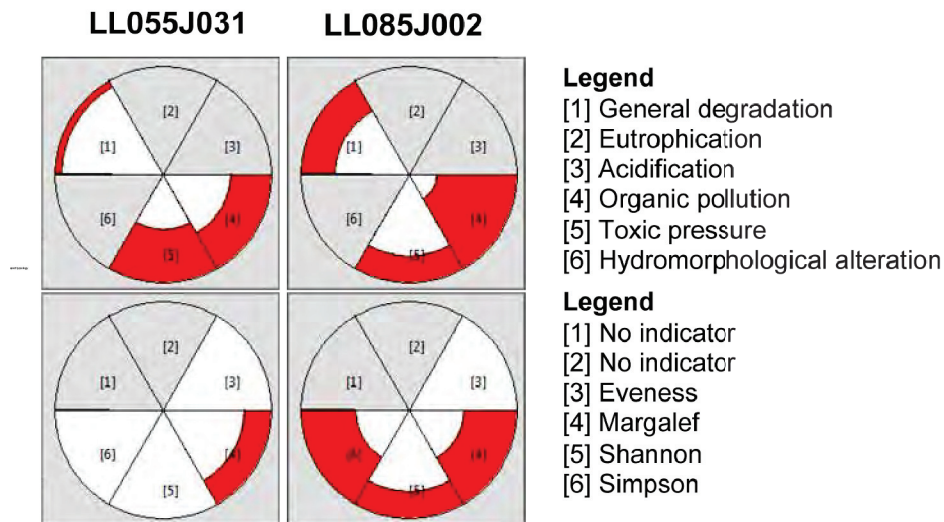 LL055J031 LL085J002
[2] [2]
[1] [3] [1] [3]
[6] [4] [6] [4]
[5] [5]
Legend
[1] General degradation
[2] Eutrophication
[3] Acidification
[4] Organic pollution
[5] Toxic pressure
[6] Hydromorphological alteration
[2] [2]
[1] [3] [1] [3]
[6] [4] [6] [4]
[5] [5]
Legend
[1] No indicator
[2] No indicator
[3] Eveness
[4] Margalef
[5] Shannon
[6] Simpson